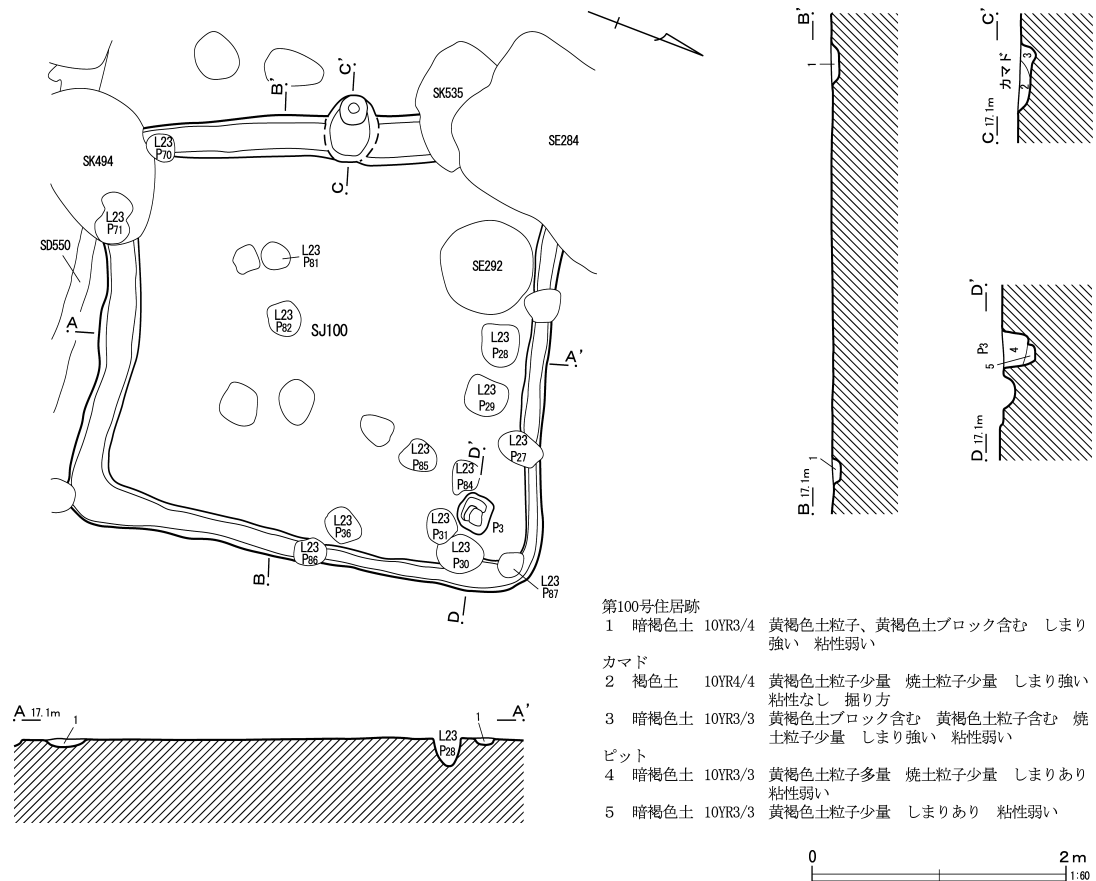 B'
C'
SK535
SE284
L23
P70
SK494
C
L23
P71
SD550
L23
P81
SE292
A
L23
P82
SJ100
L23
P28
A'
L23
P29
L23
P27
L23
P85
D'
L23
P84
P3
L23
P36
L23
P31
L23
P86
L23
P30
B
L23
P87
D
B'
1
1
B 17.1m
C'
カマド
3
2
C 17.1m
D'
P3
4
5
D 17.1m
A 17.1m
1
L23
P28
1
A'
第100号住居跡
1 暗褐色土 10YR3/4 黄褐色土粒子、黄褐色土ブロック含む しまり
強い 粘性弱い
カマド
2 褐色土 10YR4/4 黄褐色土粒子少量 焼土粒子少量 しまり強い
粘性なし 掘り方
3 暗褐色土 10YR3/3 黄褐色土ブロック含む 黄褐色土粒子含む 焼
土粒子少量 しまり強い 粘性弱い
ピット
4 暗褐色土 10YR3/3 黄褐色土粒子多量 焼土粒子少量 しまりあり
粘性弱い
5 暗褐色土 10YR3/3 黄褐色土粒子少量 しまりあり 粘性弱い
0 2m
1:60